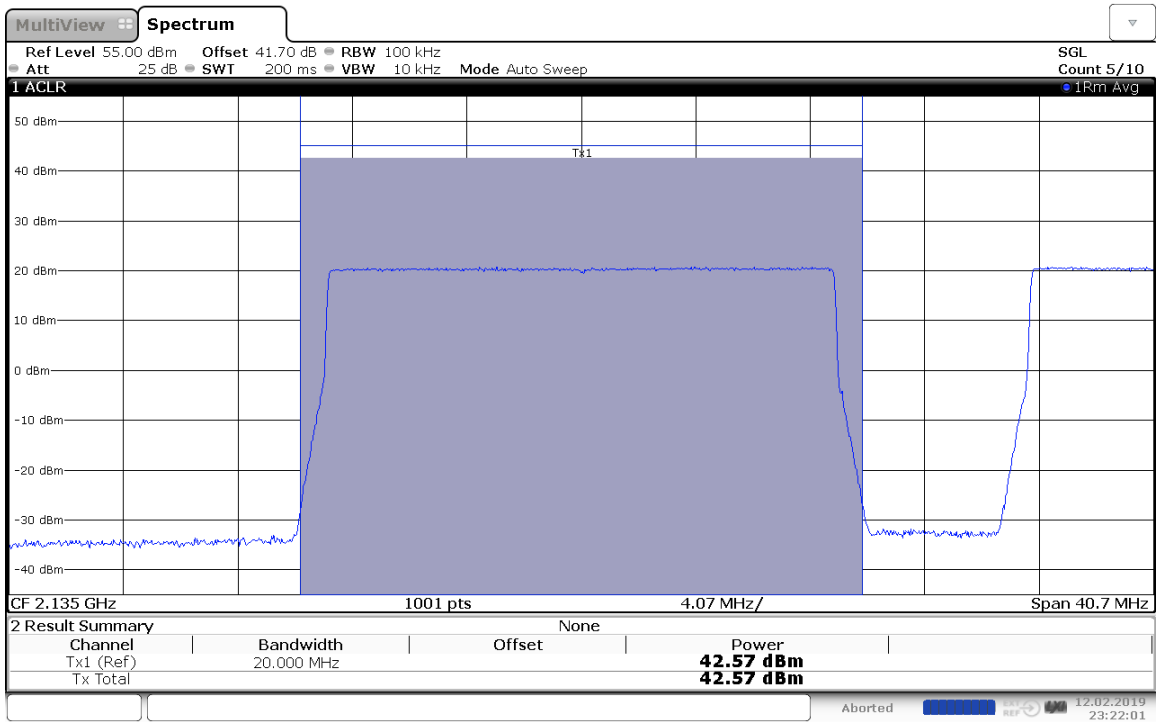 MultiView Spectrum
Ref Level 55.00 dBm Offset 41.70 dB RBW 100 kHz SGL
Att 25 dB SWT 200 ms VBW 10 kHz Mode Auto Sweep Count 5/10
1 ACLR 1Rm Avg
50 dBm
Tx1
40 dBm
30 dBm
20 dBm
10 dBm
0 dBm
-10 dBm
-20 dBm
-30 dBm
-40 dBm
CF 2.135 GHz 1001 pts 4.07 MHz/ Span 40.7 MHz
2 Result Summary None
Channel Bandwidth Offset Power
Tx1 (Ref) 20.000 MHz 42.57 dBm
Tx Total 42.57 dBm
Aborted EXT REF 12.02.2019
23:22:01